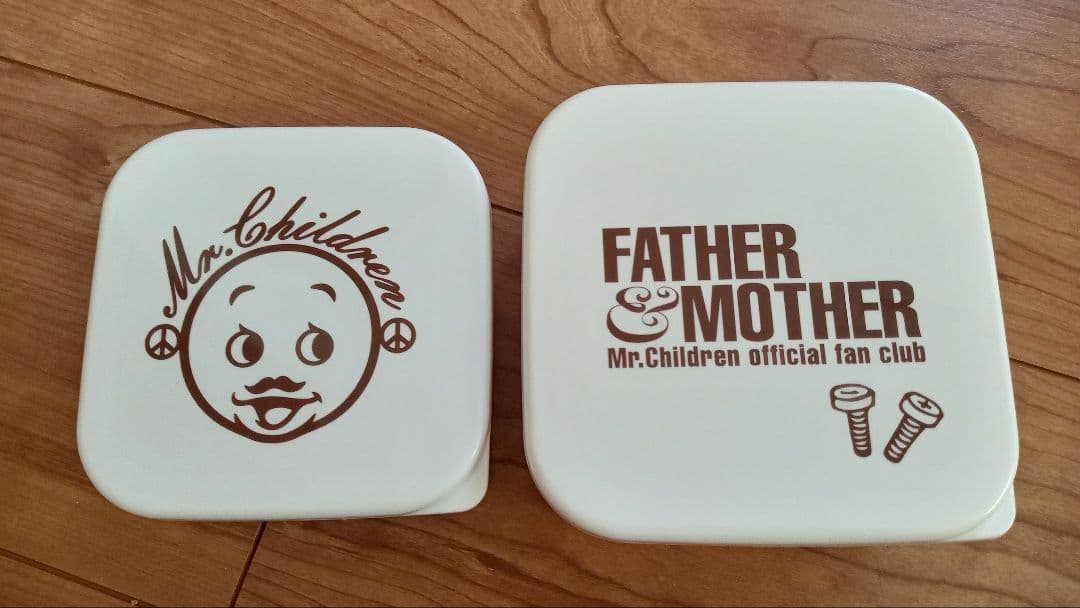 Mr.Children
FATHER
&MOTHER
Mr.Children official fan club